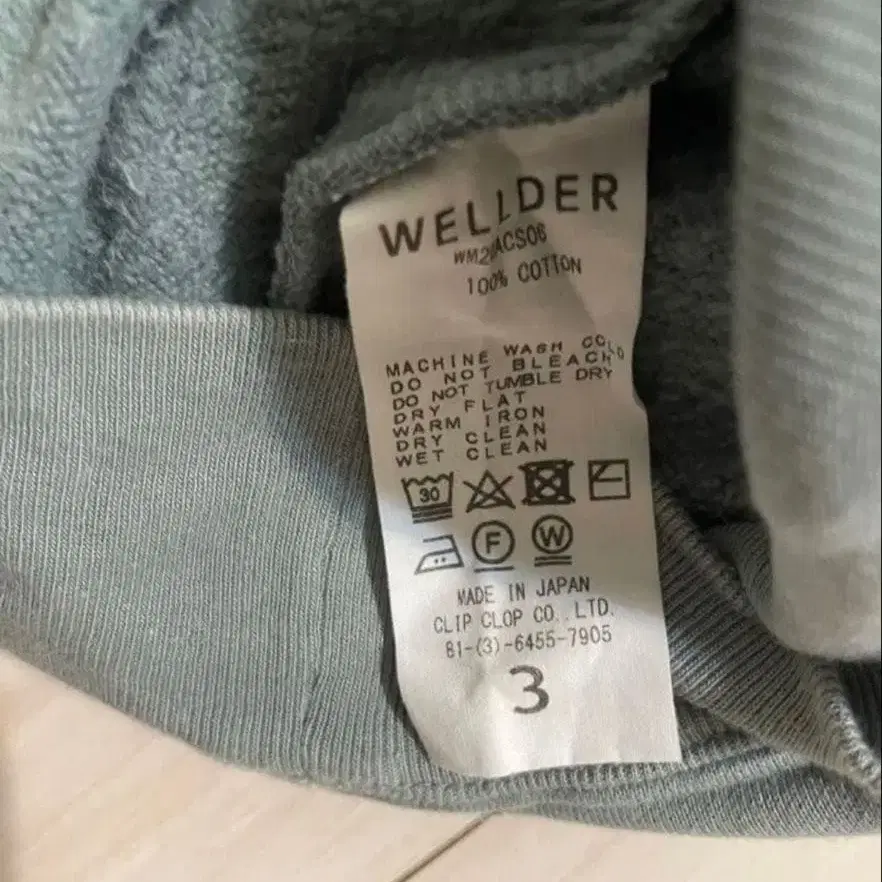 WELLDER
100% COTTON
MACHINE WASH COLD
DO NOT BLEACH
DO NOT TUMBLE DRY
DRY FLAT
WARM IRON
DRY CLEAN
WET CLEAN
30
F W
MADE IN JAPAN
CLIP CLOP CO., LTD.
81-(3)-6455-7905
3